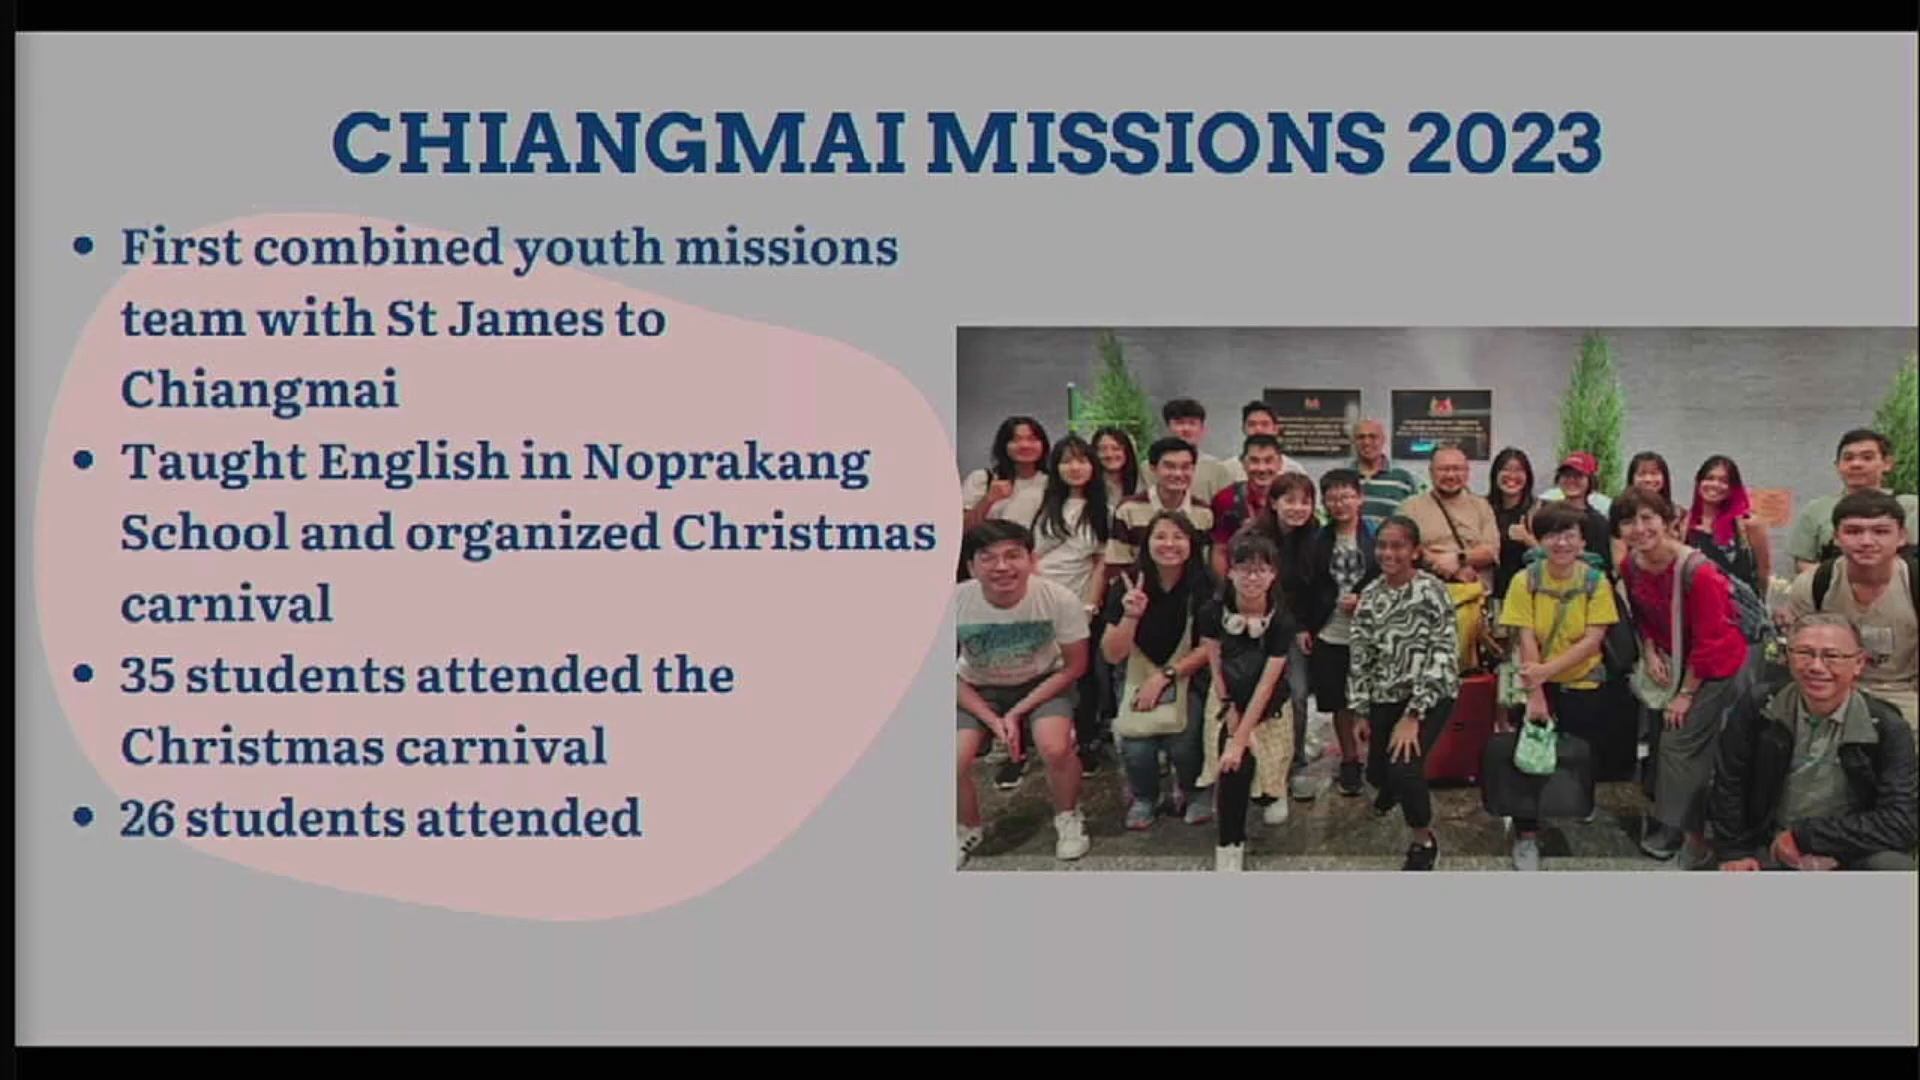 CHIANGMAI MISSIONS 2023
• First combined youth missions
team with St James to
Chiangmai
• Taught English in Noprakang
School and organized Christmas
carnival
• 35 students attended the
Christmas carnival
• 26 students attended